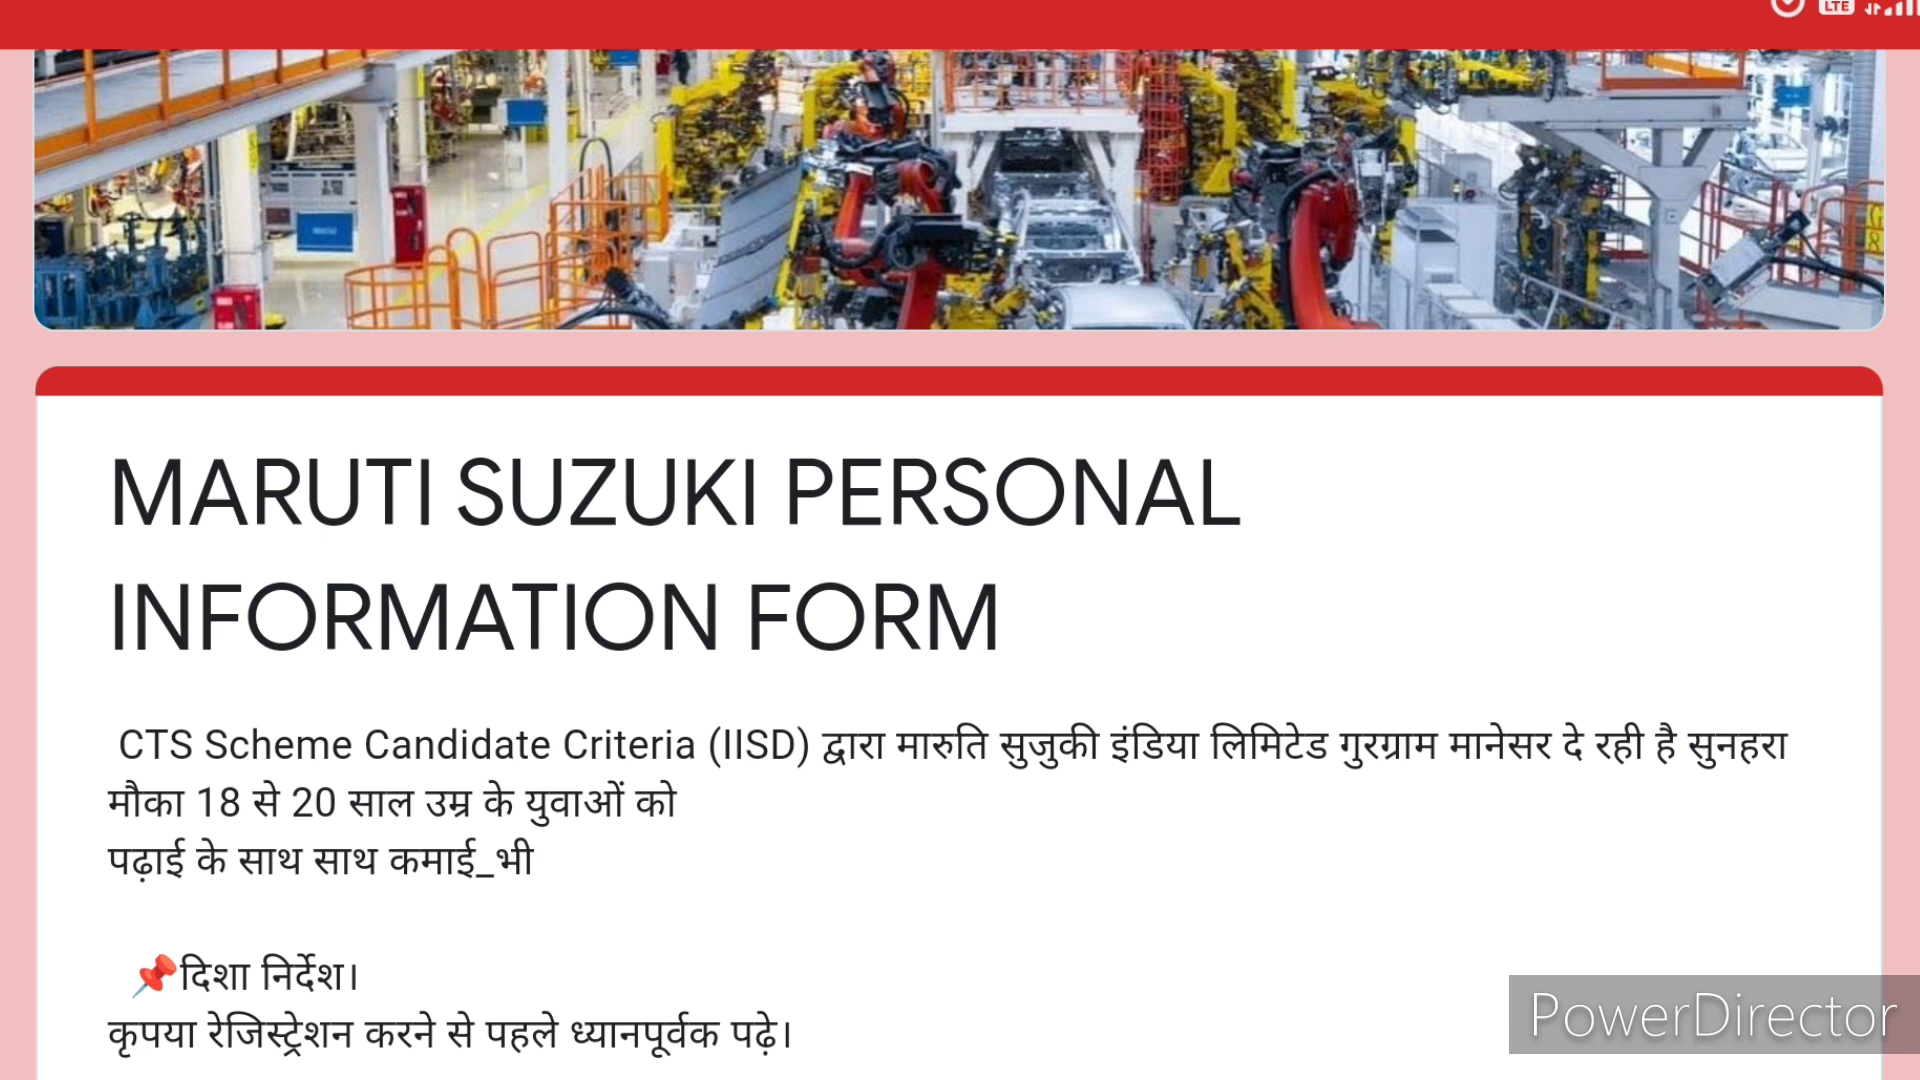 LTE
MARUTI SUZUKI PERSONAL
INFORMATION FORM
CTS Scheme Candidate Criteria (IISD) द्वारा मारुति सुजुकी इंडिया लिमिटेड गुरग्राम मानेसर दे रही है सुनहरा
मौका 18 से 20 साल उम्र के युवाओं को
पढ़ाई के साथ साथ कमाई_भी
📌दिशा निर्देश।
कृपया रेजिस्ट्रेशन करने से पहले ध्यानपूर्वक पढ़े।
PowerDirector